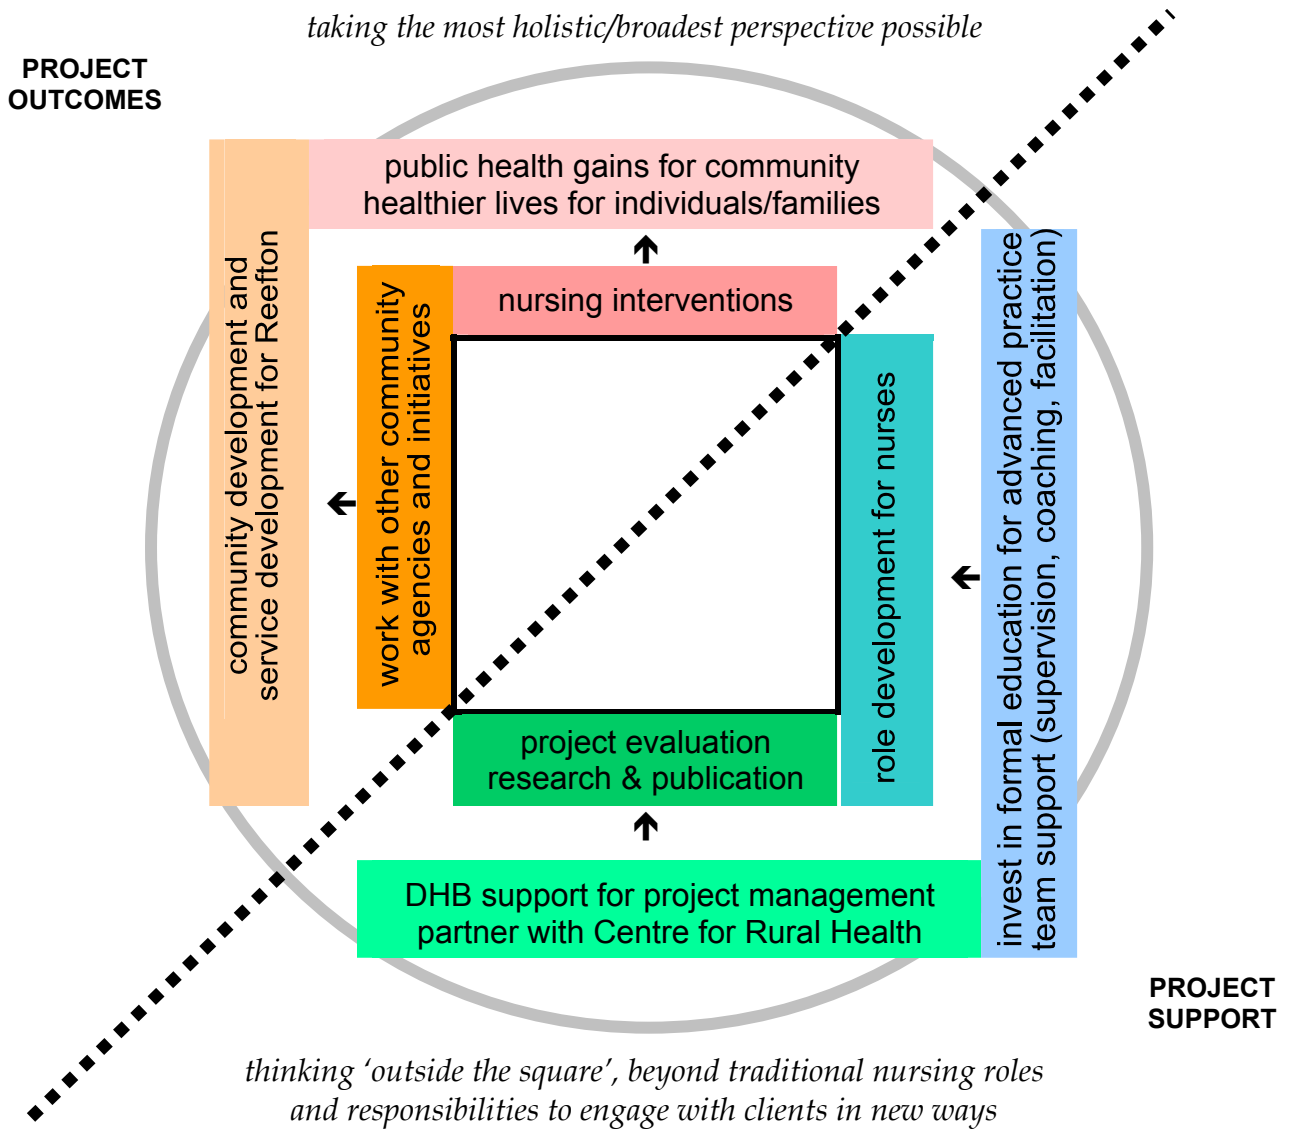 taking the most holistic/broadest perspective possible
PROJECT
OUTCOMES
public health gains for community
healthier lives for individuals/families
community development and
service development for Reefton
work with other community
agencies and initiatives
nursing interventions
role development for nurses
invest in formal education for advanced practice
team support (supervision, coaching, facilitation)
project evaluation
research & publication
DHB support for project management
partner with Centre for Rural Health
PROJECT
SUPPORT
thinking ‘outside the square’, beyond traditional nursing roles
and responsibilities to engage with clients in new ways